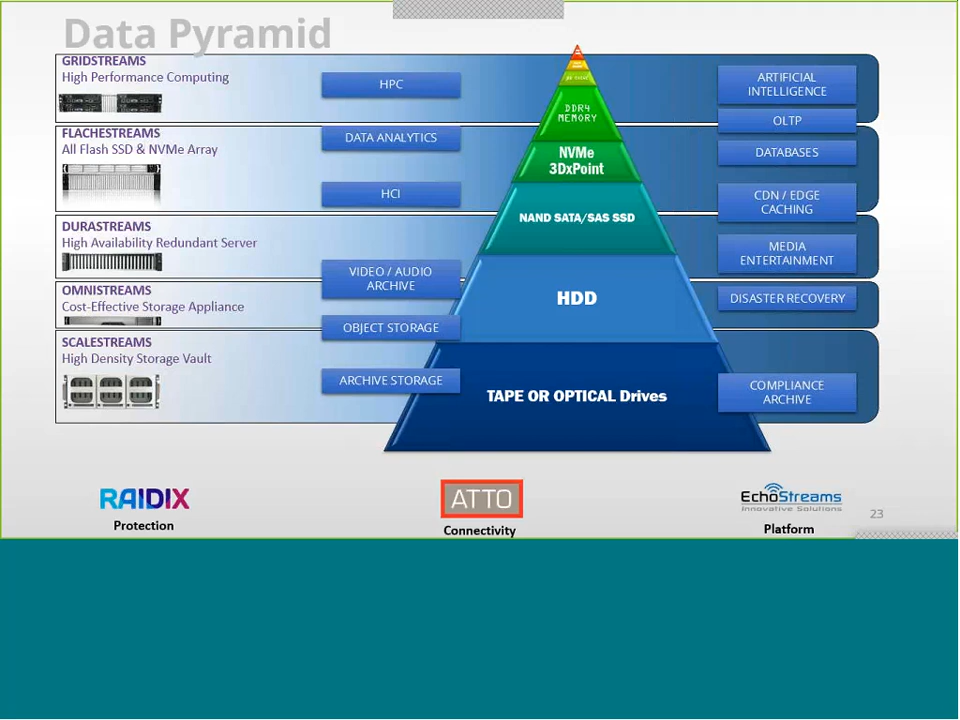 Data Pyramid
GRIDSTREAMS
High Performance Computing
HPC
ARTIFICIAL
INTELLIGENCE
DDR4
MEMORY
OLTP
FLACHESTREAMS
All Flash SSD & NVMe Array
DATA ANALYTICS
NVMe
3DxPoint
DATABASES
HCI
NAND SATA/SAS SSD
CDN / EDGE
CACHING
DURASTREAMS
High Availability Redundant Server
MEDIA
ENTERTAINMENT
VIDEO / AUDIO
ARCHIVE
OMNISTREAMS
Cost-Effective Storage Appliance
HDD
DISASTER RECOVERY
OBJECT STORAGE
SCALESTREAMS
High Density Storage Vault
ARCHIVE STORAGE
TAPE OR OPTICAL Drives
COMPLIANCE
ARCHIVE
RAIDIX
Protection
ATTO
Connectivity
EchoStreams
Innovative Solutions
Platform
23